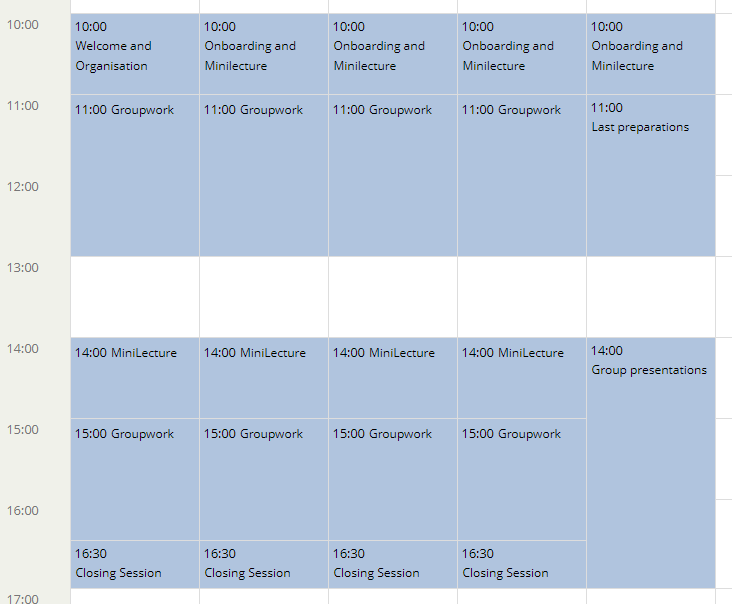 10:00
11:00
12:00
13:00
14:00
15:00
16:00
17:00
10:00
Welcome and
Organisation
11:00 Groupwork
14:00 MiniLecture
15:00 Groupwork
16:30
Closing Session
10:00
Onboarding and
Minilecture
11:00 Groupwork
14:00 MiniLecture
15:00 Groupwork
16:30
Closing Session
10:00
Onboarding and
Minilecture
11:00 Groupwork
14:00 MiniLecture
15:00 Groupwork
16:30
Closing Session
10:00
Onboarding and
Minilecture
11:00 Groupwork
14:00 MiniLecture
15:00 Groupwork
16:30
Closing Session
10:00
Onboarding and
Minilecture
11:00
Last preparations
14:00
Group presentations